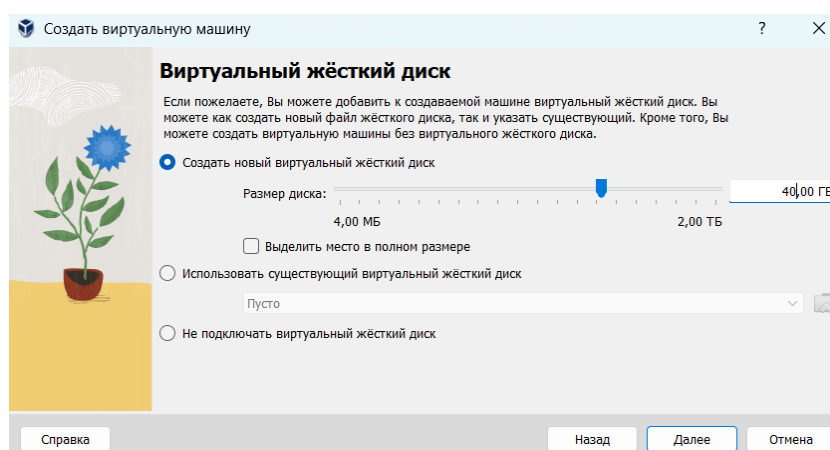 Создать виртуальную машину
Виртуальный жёсткий диск
Если пожелаете, Вы можете добавить к создаваемой машине виртуальный жёсткий диск. Вы
можете как создать новый файл жёсткого диска, так и указать существующий. Кроме того, Вы
можете создать виртуальную машины без виртуального жёсткого диска.
Создать новый виртуальный жёсткий диск
Размер диска: 40,00 ГБ
4,00 МБ 2,00 ТБ
Выделить место в полном размере
Использовать существующий виртуальный жёсткий диск
Пусто
Не подключать виртуальный жёсткий диск
Справка Назад Далее Отмена